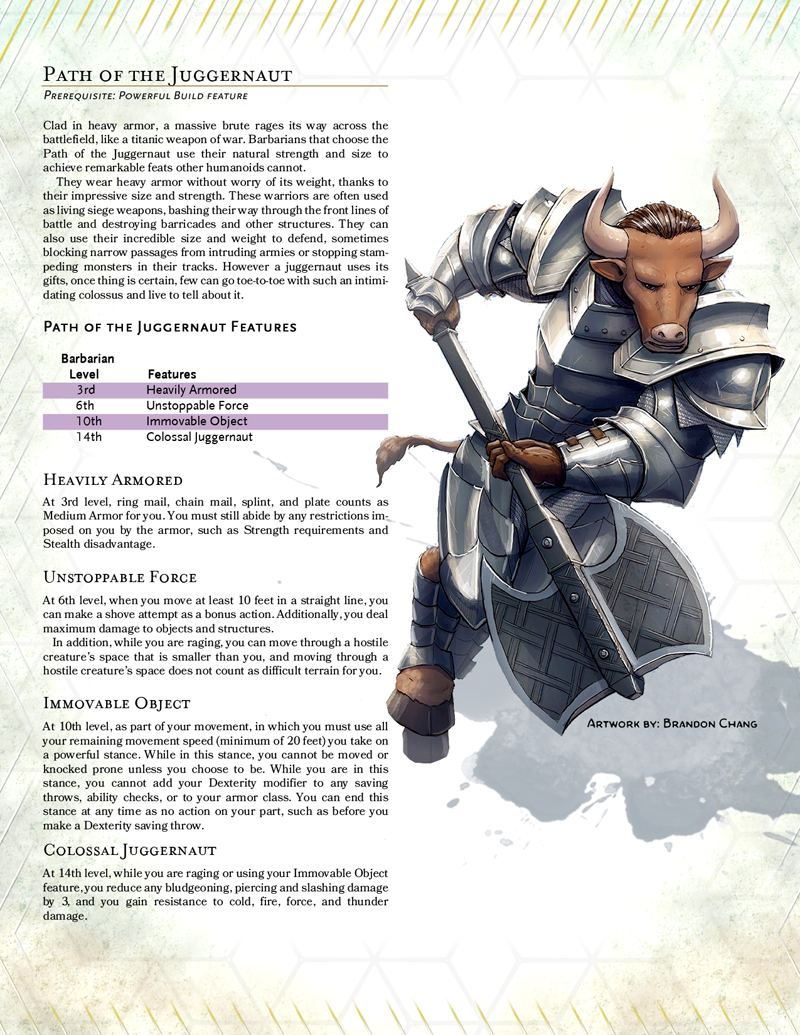 Path of the Juggernaut
Prerequisite: Powerful Build feature
Clad in heavy armor, a massive brute rages its way across the
battlefield, like a titanic weapon of war. Barbarians that choose the
Path of the Juggernaut use their natural strength and size to
achieve remarkable feats other humanoids cannot.
They wear heavy armor without worry of its weight, thanks to
their impressive size and strength. These warriors are often used
as living siege weapons, bashing their way through the front lines of
battle and destroying barricades and other structures. They can
also use their incredible size and weight to defend, sometimes
blocking narrow passages from intruding armies or stopping stam-
peding monsters in their tracks. However a juggernaut uses its
gifts, once thing is certain, few can go toe-to-toe with such an intimi-
dating colossus and live to tell about it.
Path of the Juggernaut Features
Barbarian
Level Features
3rd Heavily Armored
6th Unstoppable Force
10th Immovable Object
14th Colossal Juggernaut
Heavily Armored
At 3rd level, ring mail, chain mail, splint, and plate counts as
Medium Armor for you. You must still abide by any restrictions im-
posed on you by the armor, such as Strength requirements and
Stealth disadvantage.
Unstoppable Force
At 6th level, when you move at least 10 feet in a straight line, you
can make a shove attempt as a bonus action. Additionally, you deal
maximum damage to objects and structures.
In addition, while you are raging, you can move through a hostile
creature's space that is smaller than you, and moving through a
hostile creature's space does not count as difficult terrain for you.
Immovable Object
At 10th level, as part of your movement, in which you must use all
your remaining movement speed (minimum of 20 feet) you take on
a powerful stance. While in this stance, you cannot be moved or
knocked prone unless you choose to be. While you are in this
stance, you cannot add your Dexterity modifier to any saving
throws, ability checks, or to your armor class. You can end this
stance at any time as no action on your part, such as before you
make a Dexterity saving throw.
Colossal Juggernaut
At 14th level, while you are raging or using your Immovable Object
feature, you reduce any bludgeoning, piercing and slashing damage
by 3, and you gain resistance to cold, fire, force, and thunder
damage.
Artwork by: Brandon Chang